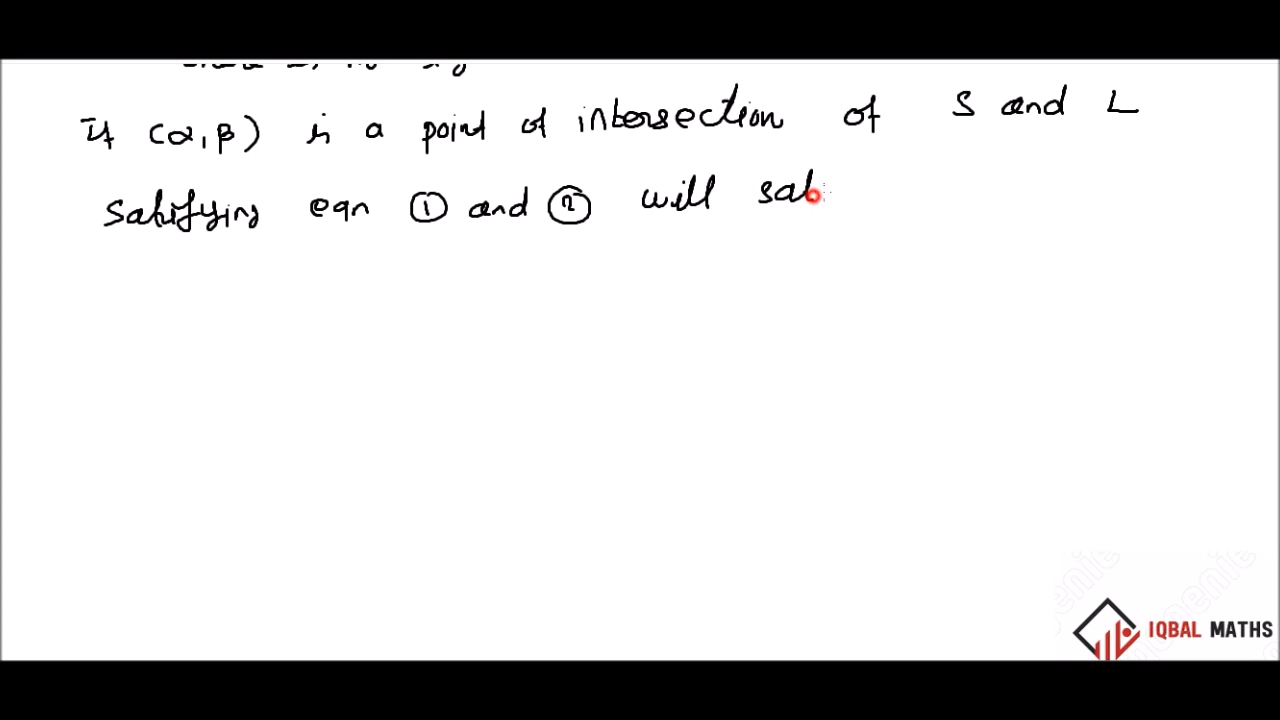 If (α, β) is a point of intersection of S and L
satisfying eqn ① and ② will sat
IQBAL MATHS